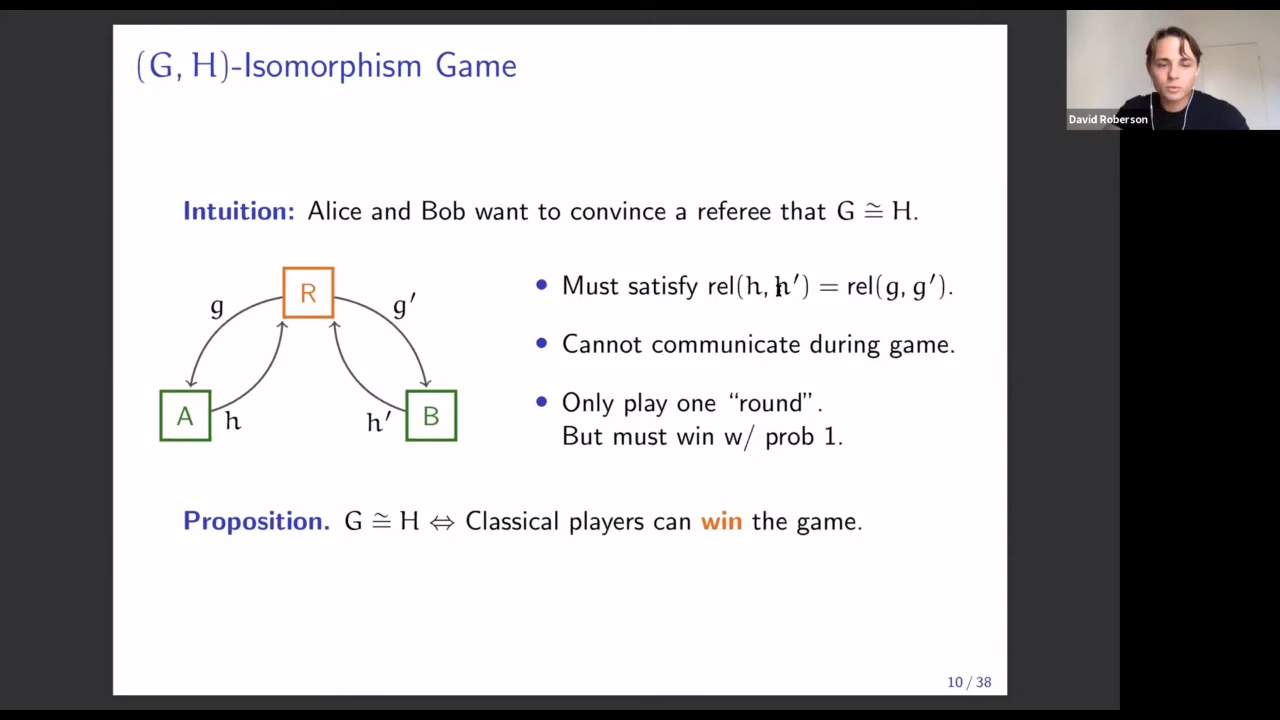 (G, H)-Isomorphism Game
David Roberson
Intuition: Alice and Bob want to convince a referee that G ≅ H.
R
g
g′
A
h
h′
B
• Must satisfy rel(h, h′) = rel(g, g′).
• Cannot communicate during game.
• Only play one “round”.
But must win w/ prob 1.
Proposition. G ≅ H ⇔ Classical players can win the game.
10 / 38